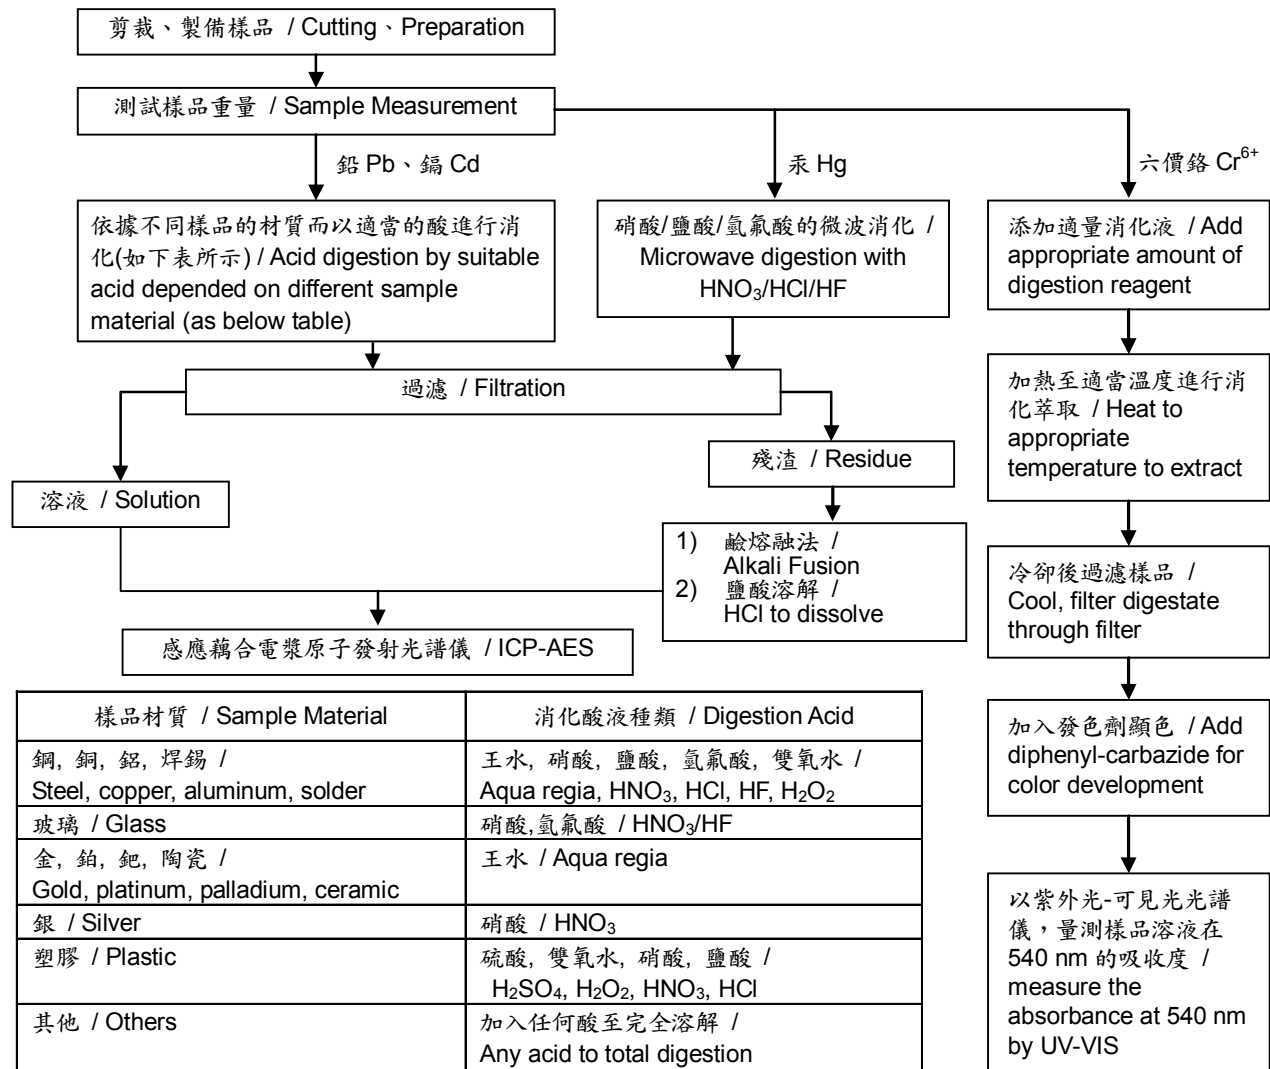 剪裁、製備樣品 / Cutting、Preparation
測試樣品重量 / Sample Measurement
鉛 Pb、鎘 Cd
汞 Hg
六價鉻 Cr⁶⁺
依據不同樣品的材質而以適當的酸進行消
化(如下表所示) / Acid digestion by suitable
acid depended on different sample
material (as below table)
硝酸/鹽酸/氫氟酸的微波消化 /
Microwave digestion with
HNO₃/HCl/HF
添加適量消化液 / Add
appropriate amount of
digestion reagent
過濾 / Filtration
加熱至適當溫度進行消
化萃取 / Heat to
appropriate
temperature to extract
溶液 / Solution
殘渣 / Residue
1) 鹼熔融法 /
Alkali Fusion
2) 鹽酸溶解 /
HCl to dissolve
冷卻後過濾樣品 /
Cool, filter digestate
through filter
感應藕合電漿原子發射光譜儀 / ICP-AES
加入發色劑顯色 / Add
diphenyl-carbazide for
color development
以紫外光-可見光光譜
儀，量測樣品溶液在
540 nm 的吸收度 /
measure the
absorbance at 540 nm
by UV-VIS
樣品材質 / Sample Material
消化酸液種類 / Digestion Acid
鋼, 銅, 鋁, 焊錫 /
Steel, copper, aluminum, solder
王水, 硝酸, 鹽酸, 氫氟酸, 雙氧水 /
Aqua regia, HNO₃, HCl, HF, H₂O₂
玻璃 / Glass
硝酸,氫氟酸 / HNO₃/HF
金, 鉑, 鈀, 陶瓷 /
Gold, platinum, palladium, ceramic
王水 / Aqua regia
銀 / Silver
硝酸 / HNO₃
塑膠 / Plastic
硫酸, 雙氧水, 硝酸, 鹽酸 /
H₂SO₄, H₂O₂, HNO₃, HCl
其他 / Others
加入任何酸至完全溶解 /
Any acid to total digestion